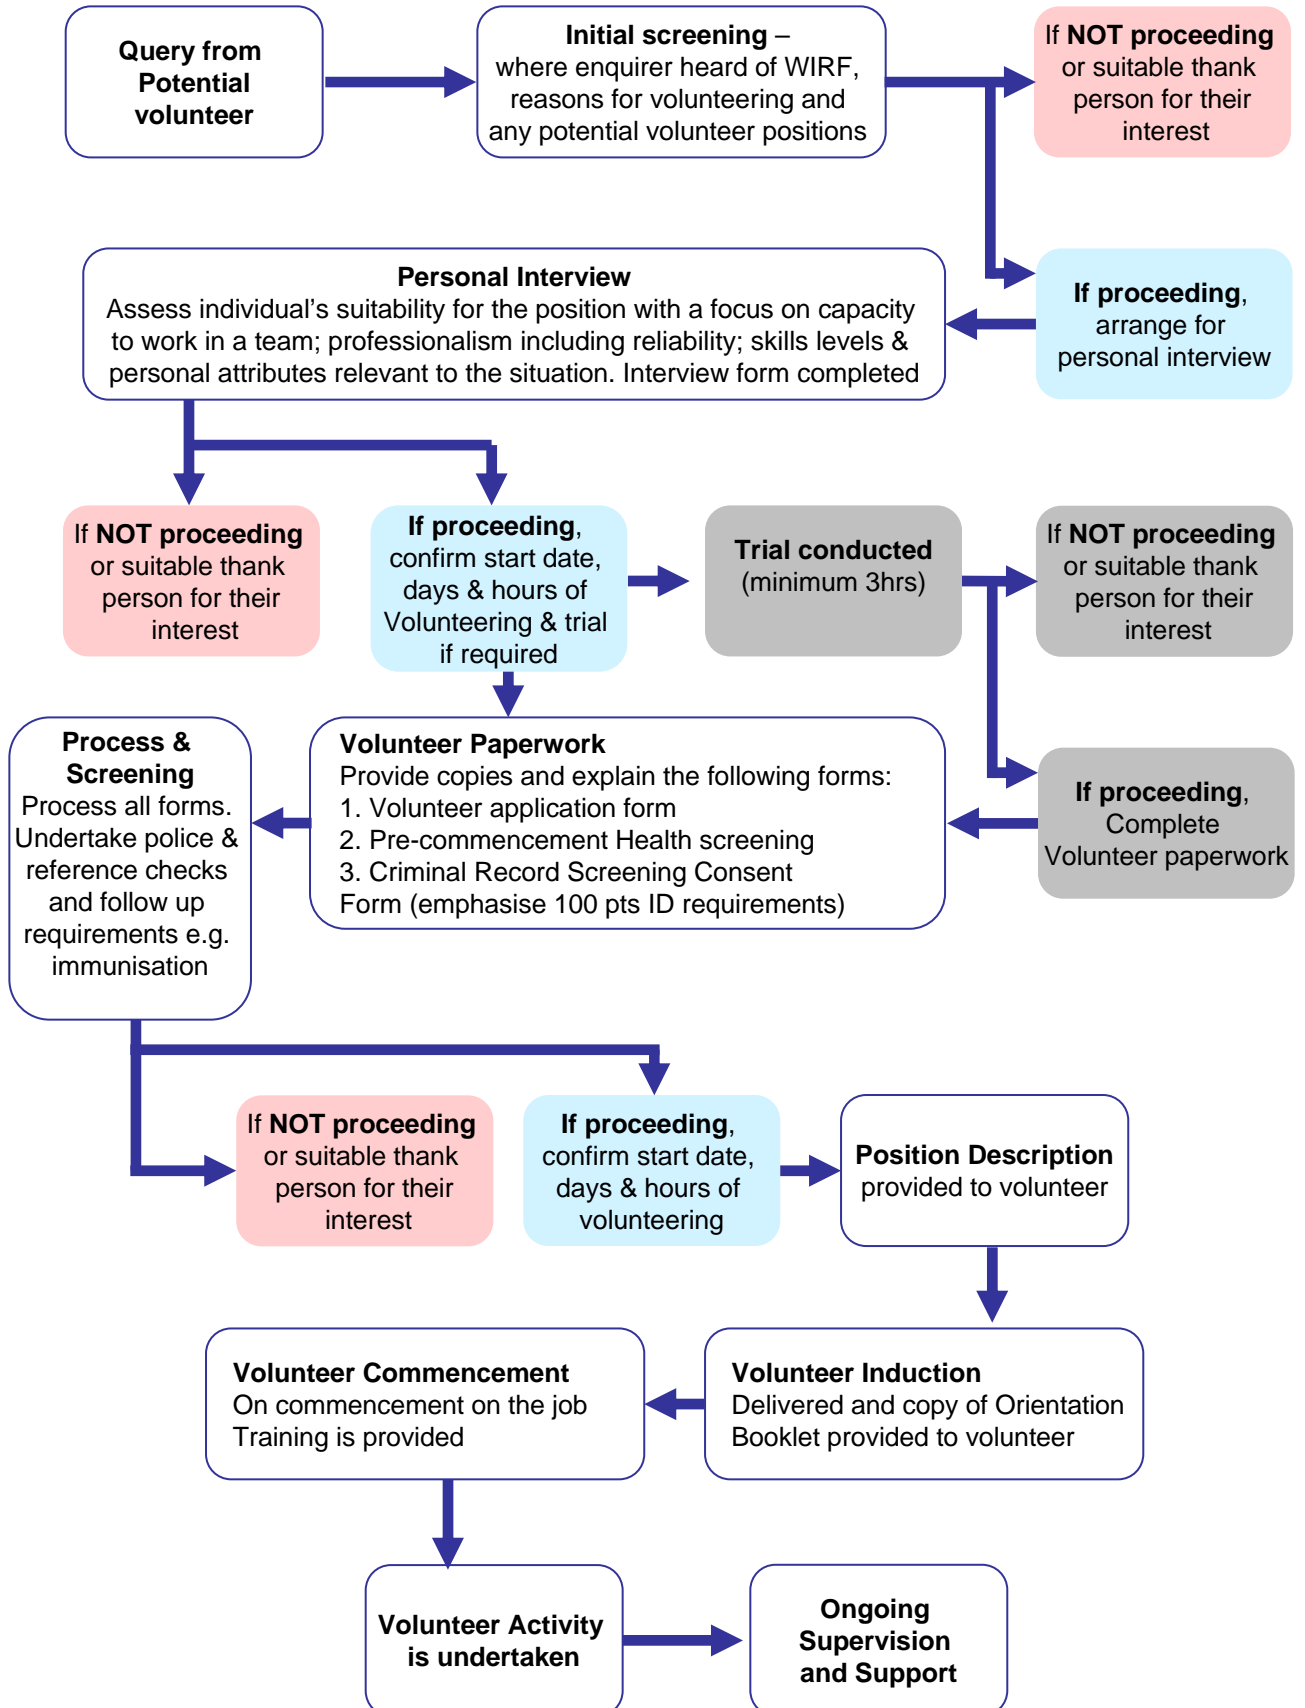 Query from
Potential
volunteer
Initial screening –
where enquirer heard of WIRF,
reasons for volunteering and
any potential volunteer positions
If NOT proceeding
or suitable thank
person for their
interest
If proceeding,
arrange for
personal interview
Personal Interview
Assess individual’s suitability for the position with a focus on capacity
to work in a team; professionalism including reliability; skills levels &
personal attributes relevant to the situation. Interview form completed
If NOT proceeding
or suitable thank
person for their
interest
If proceeding,
confirm start date,
days & hours of
Volunteering & trial
if required
Trial conducted
(minimum 3hrs)
If NOT proceeding
or suitable thank
person for their
interest
If proceeding,
Complete
Volunteer paperwork
Volunteer Paperwork
Provide copies and explain the following forms:
1. Volunteer application form
2. Pre-commencement Health screening
3. Criminal Record Screening Consent
Form (emphasise 100 pts ID requirements)
Process &
Screening
Process all forms.
Undertake police &
reference checks
and follow up
requirements e.g.
immunisation
If NOT proceeding
or suitable thank
person for their
interest
If proceeding,
confirm start date,
days & hours of
volunteering
Position Description
provided to volunteer
Volunteer Induction
Delivered and copy of Orientation
Booklet provided to volunteer
Volunteer Commencement
On commencement on the job
Training is provided
Volunteer Activity
is undertaken
Ongoing
Supervision
and Support